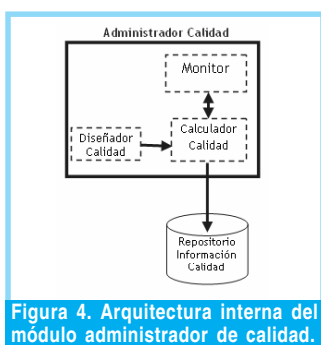 Administrador Calidad
Monitor
Calculador
Calidad
Diseñador
Calidad
Repositorio
Información
Calidad
Figura 4. Arquitectura interna del
módulo administrador de calidad.